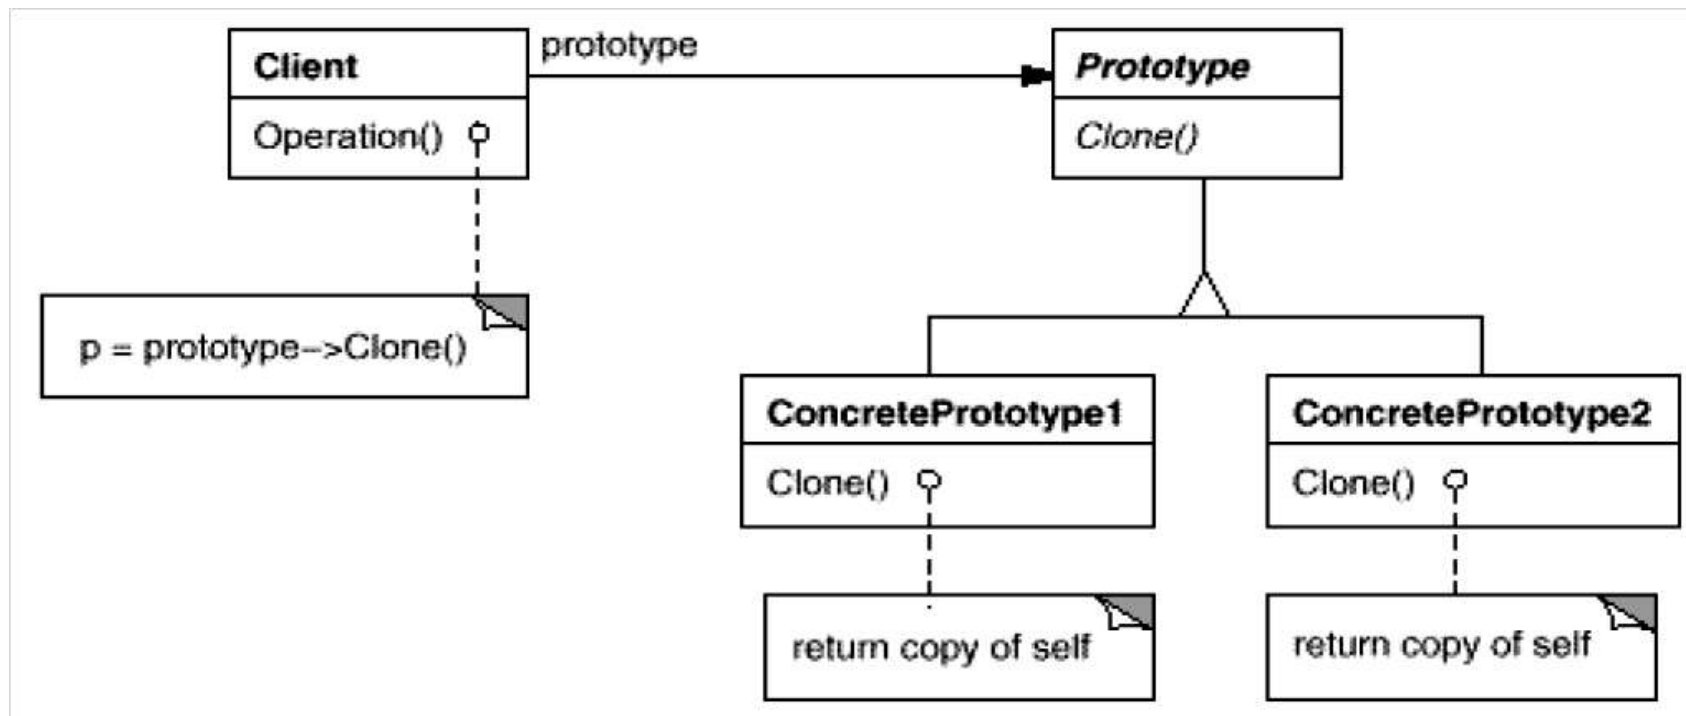 Client
Operation()
prototype
Prototype
Clone()
p = prototype->Clone()
ConcretePrototype1
Clone()
ConcretePrototype2
Clone()
return copy of self
return copy of self